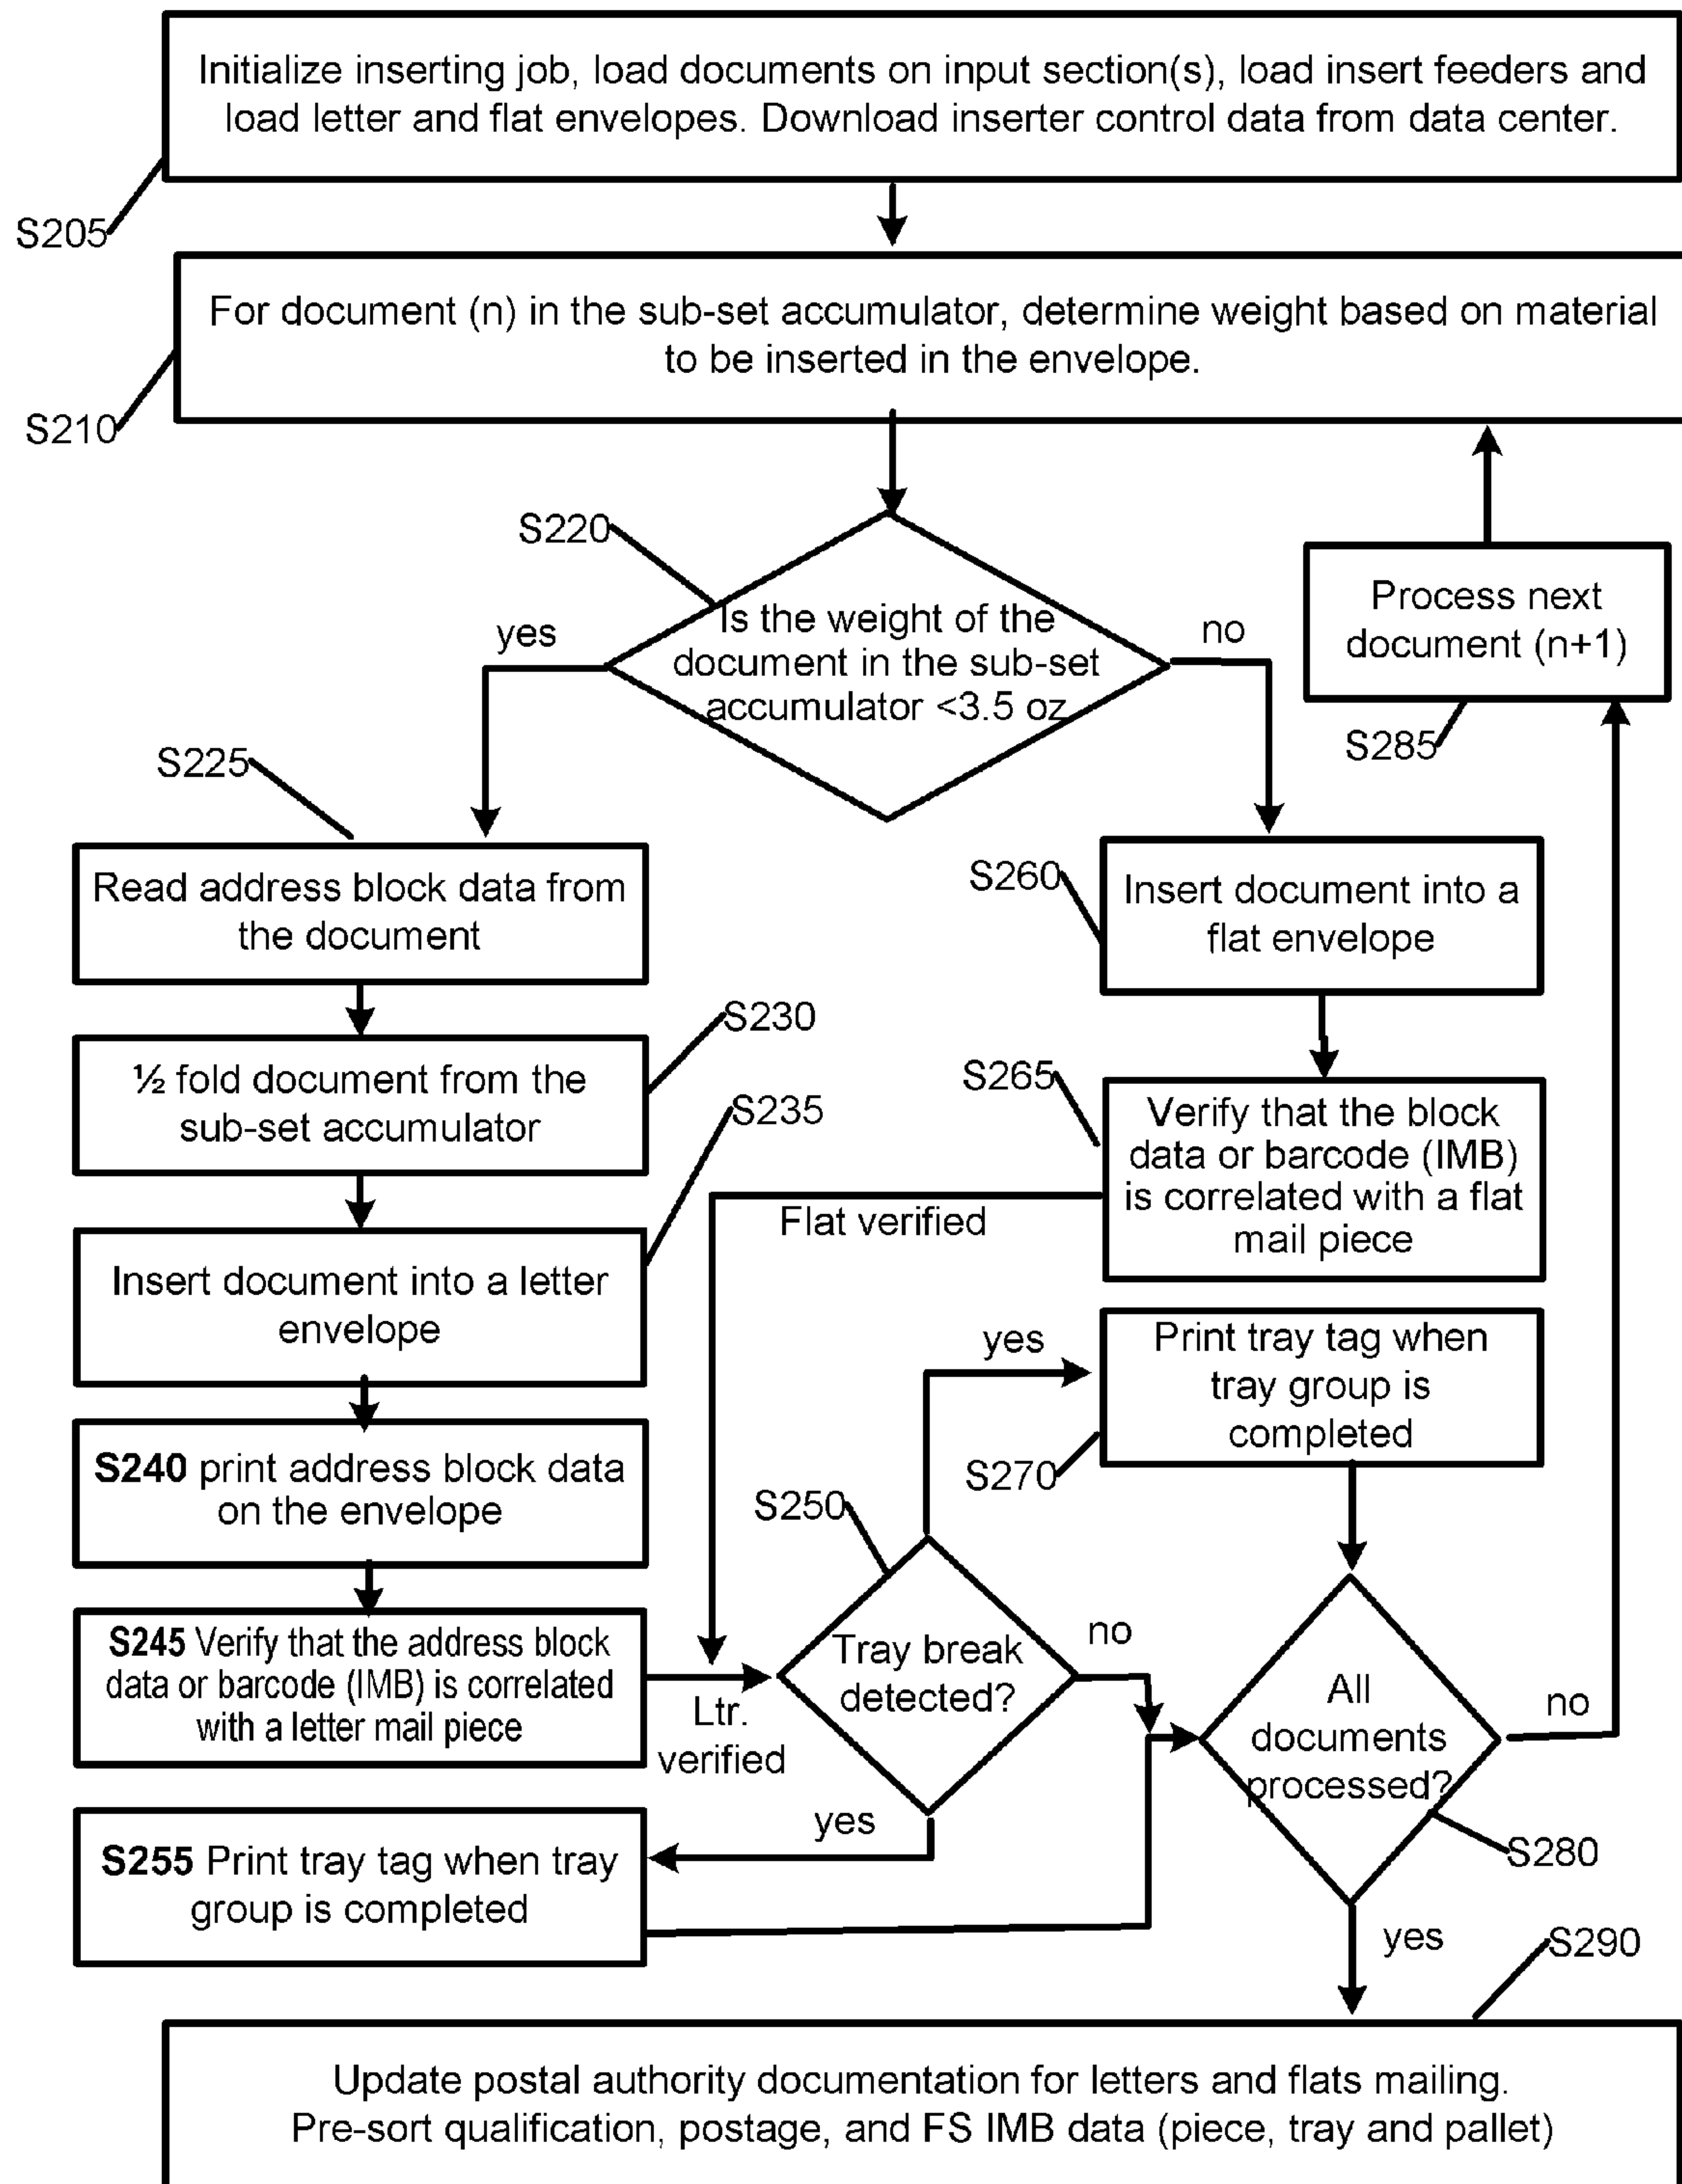 Initialize inserting job, load documents on input section(s), load insert feeders and
load letter and flat envelopes. Download inserter control data from data center.
S205
For document (n) in the sub-set accumulator, determine weight based on material
to be inserted in the envelope.
S210
S220
Is the weight of the
document in the sub-set
accumulator <3.5 oz
yes
no
Process next
document (n+1)
S285
S225
Read address block data from
the document
S260
Insert document into a
flat envelope
S230
½ fold document from the
sub-set accumulator
S235
S265
Verify that the block
data or barcode (IMB)
is correlated with a flat
mail piece
Flat verified
Insert document into a letter
envelope
yes
Print tray tag when
tray group is
completed
S270
S240 print address block data
on the envelope
S250
S245 Verify that the address block
data or barcode (IMB) is correlated
with a letter mail piece
Ltr.
verified
Tray break
detected?
no
All
documents
processed?
no
yes
S255 Print tray tag when tray
group is completed
S280
yes
S290
Update postal authority documentation for letters and flats mailing.
Pre-sort qualification, postage, and FS IMB data (piece, tray and pallet)